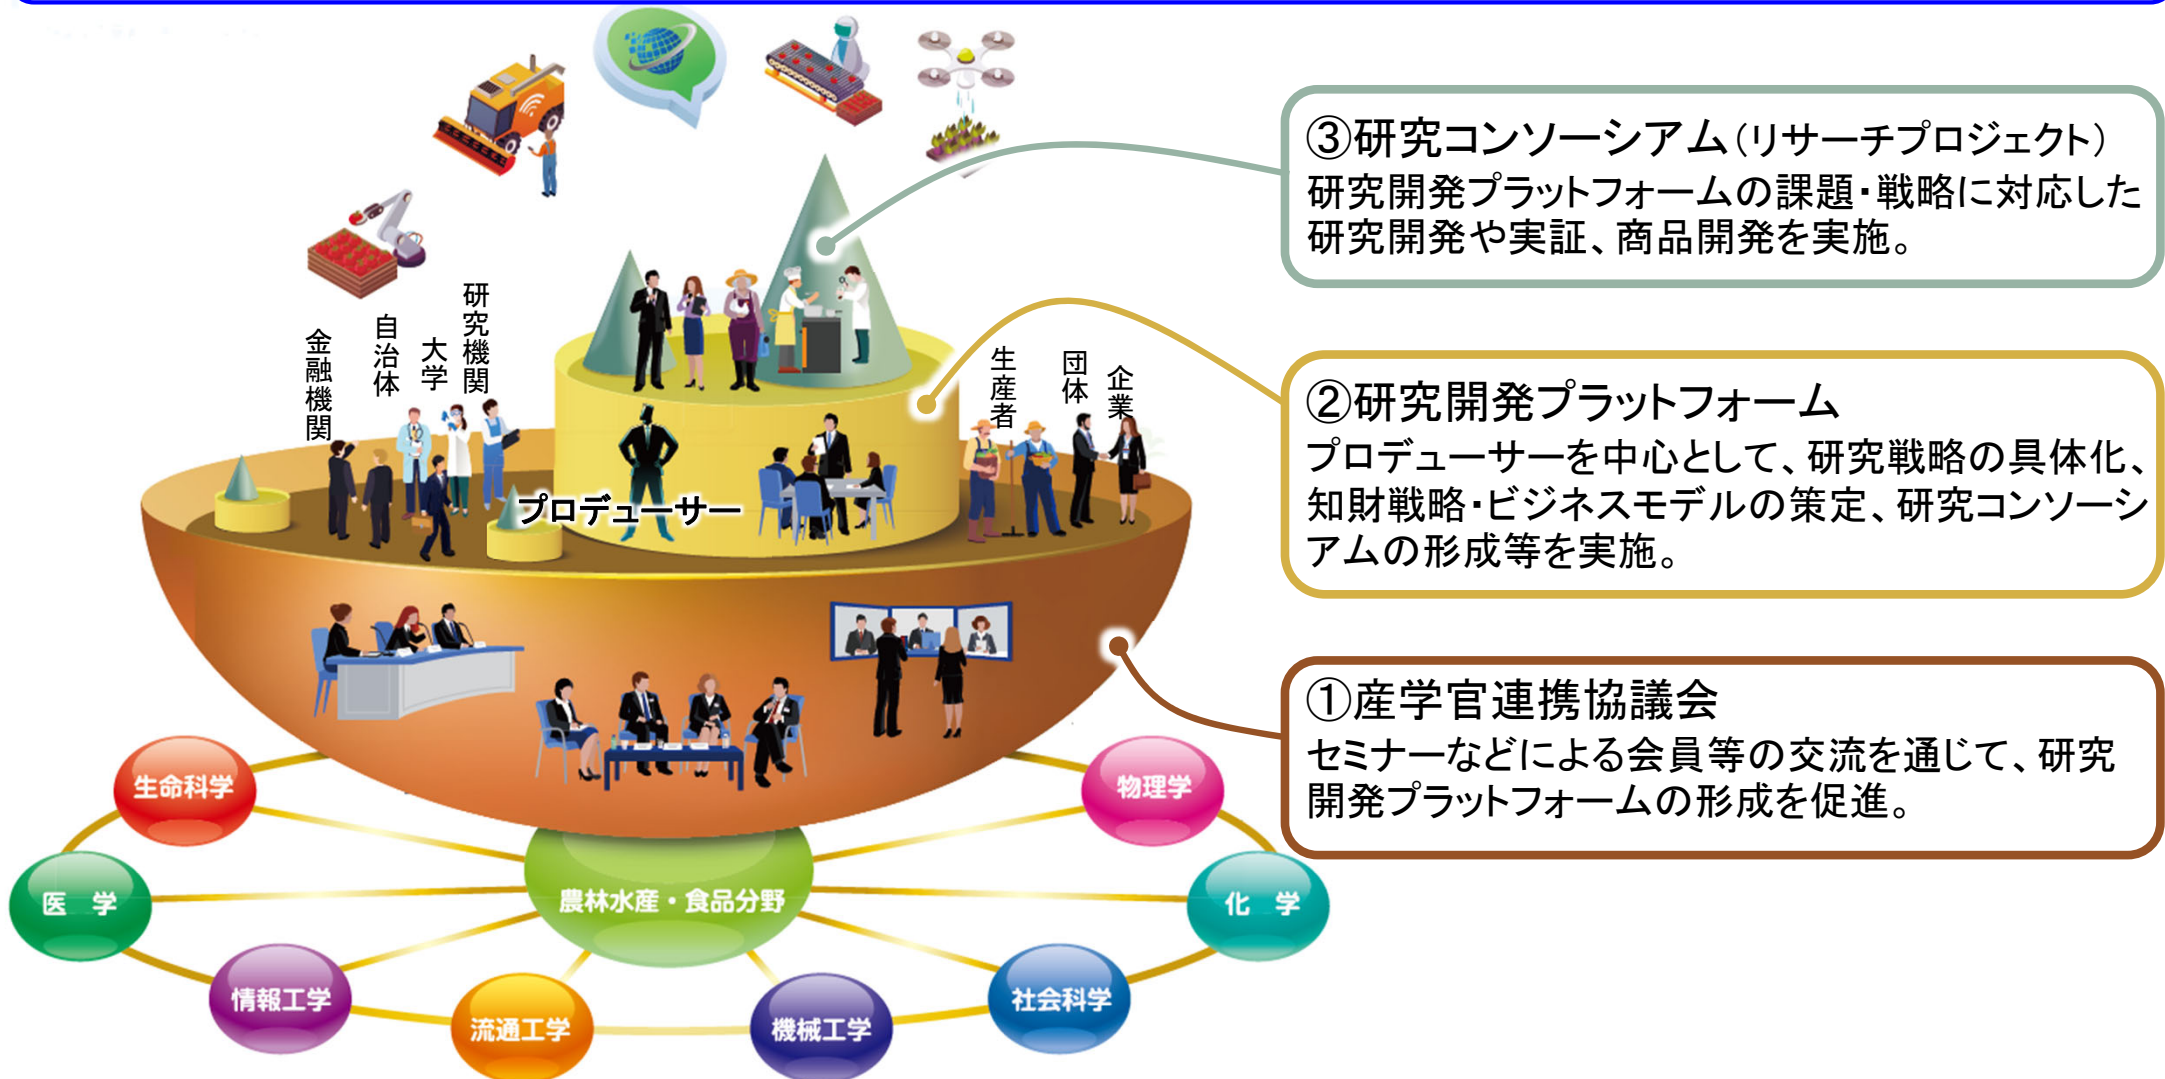 ③研究コンソーシアム（リサーチプロジェクト）
研究開発プラットフォームの課題・戦略に対応した
研究開発や実証、商品開発を実施。
研究機関
自治体
大学
金融機関
生産者
団体
企業
②研究開発プラットフォーム
プロデューサーを中心として、研究戦略の具体化、
知財戦略・ビジネスモデルの策定、研究コンソーシ
アムの形成等を実施。
プロデューサー
①産学官連携協議会
セミナーなどによる会員等の交流を通じて、研究
開発プラットフォームの形成を促進。
生命科学
物理学
医　学
農林水産・食品分野
化　学
情報工学
社会科学
流通工学
機械工学